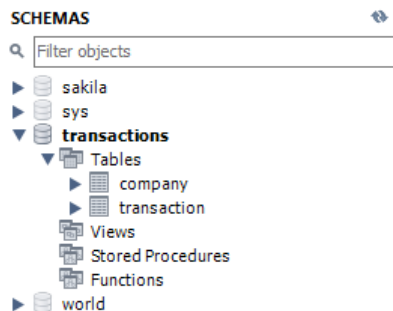 SCHEMAS
Filter objects
sakila
sys
transactions
Tables
company
transaction
Views
Stored Procedures
Functions
world